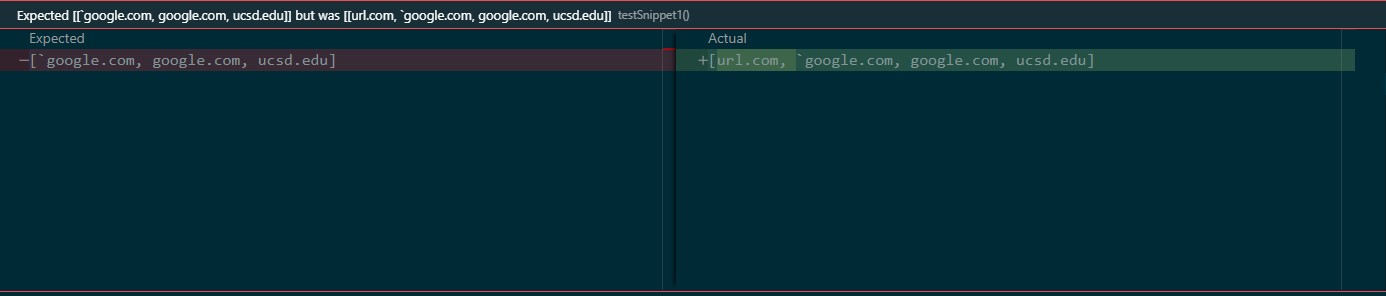 Expected [[`google.com, google.com, ucsd.edu]] but was [[url.com, `google.com, google.com, ucsd.edu]] testSnippet1()
Expected Actual
−[`google.com, google.com, ucsd.edu] +[url.com, `google.com, google.com, ucsd.edu]